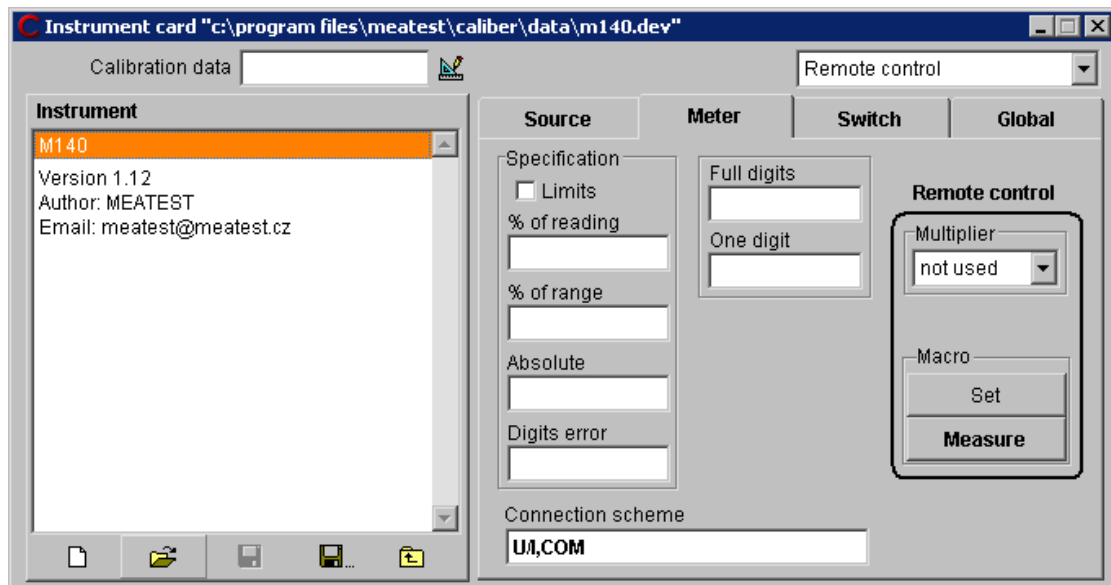 Instrument card "c:\program files\meatest\caliber\data\m140.dev"
Calibration data
Remote control
Instrument
M140
Version 1.12
Author: MEATEST
Email: meatest@meatest.cz
Source Meter Switch Global
Specification
Limits
% of reading
% of range
Absolute
Digits error
Full digits
One digit
Remote control
Multiplier
not used
Macro
Set
Measure
Connection scheme
U/I,COM